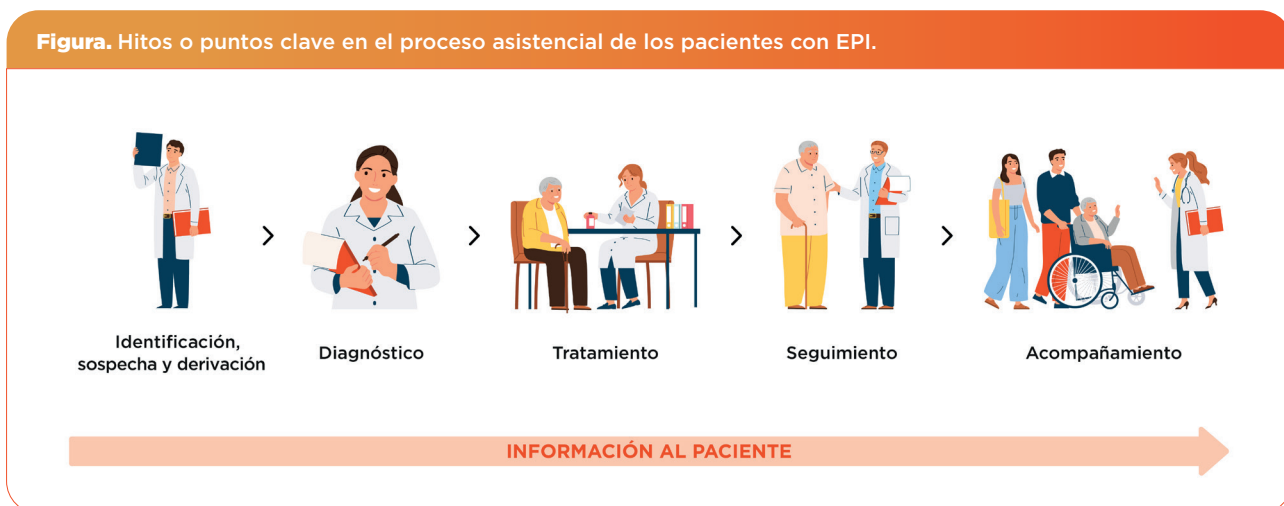 Figura. Hitos o puntos clave en el proceso asistencial de los pacientes con EPI.
Identificación,
sospecha y derivación
Diagnóstico
Tratamiento
Seguimiento
Acompañamiento
INFORMACIÓN AL PACIENTE